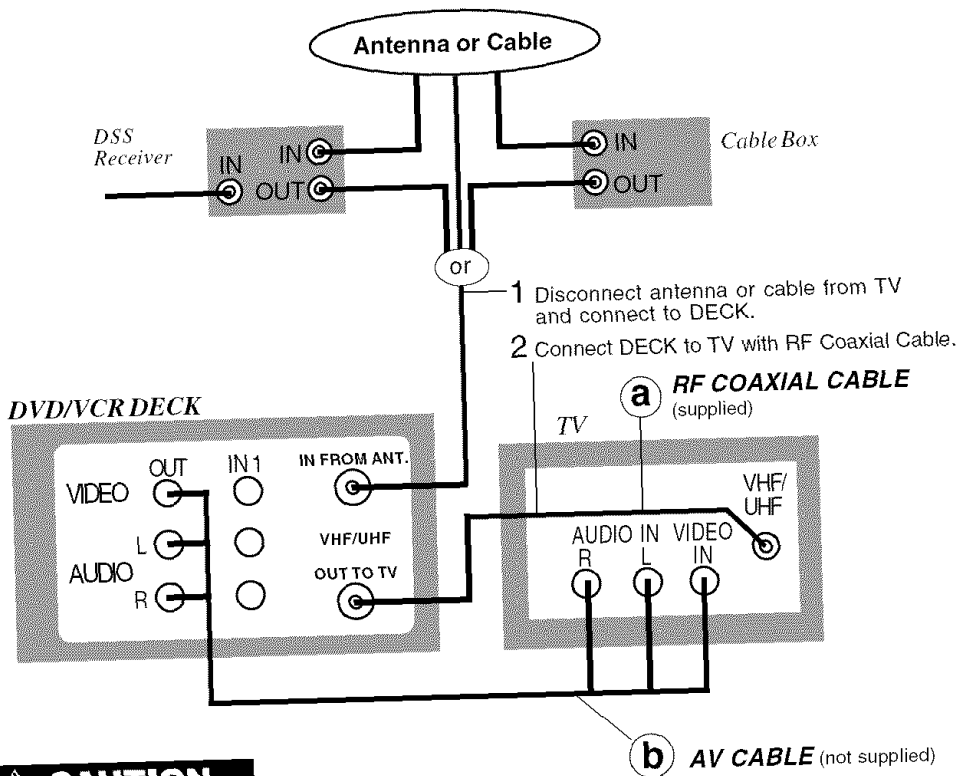 Antenna or Cable
DSS
Receiver
IN
IN
OUT
IN
OUT
Cable Box
or
1 Disconnect antenna or cable from TV
and connect to DECK.
2 Connect DECK to TV with RF Coaxial Cable.
a RF COAXIAL CABLE
(supplied)
DVD/VCR DECK
TV
OUT
IN 1
IN FROM ANT.
VIDEO
L
VHF/UHF
AUDIO
R
OUT TO TV
VHF/
UHF
AUDIO IN
R L
VIDEO
IN
b AV CABLE (not supplied)